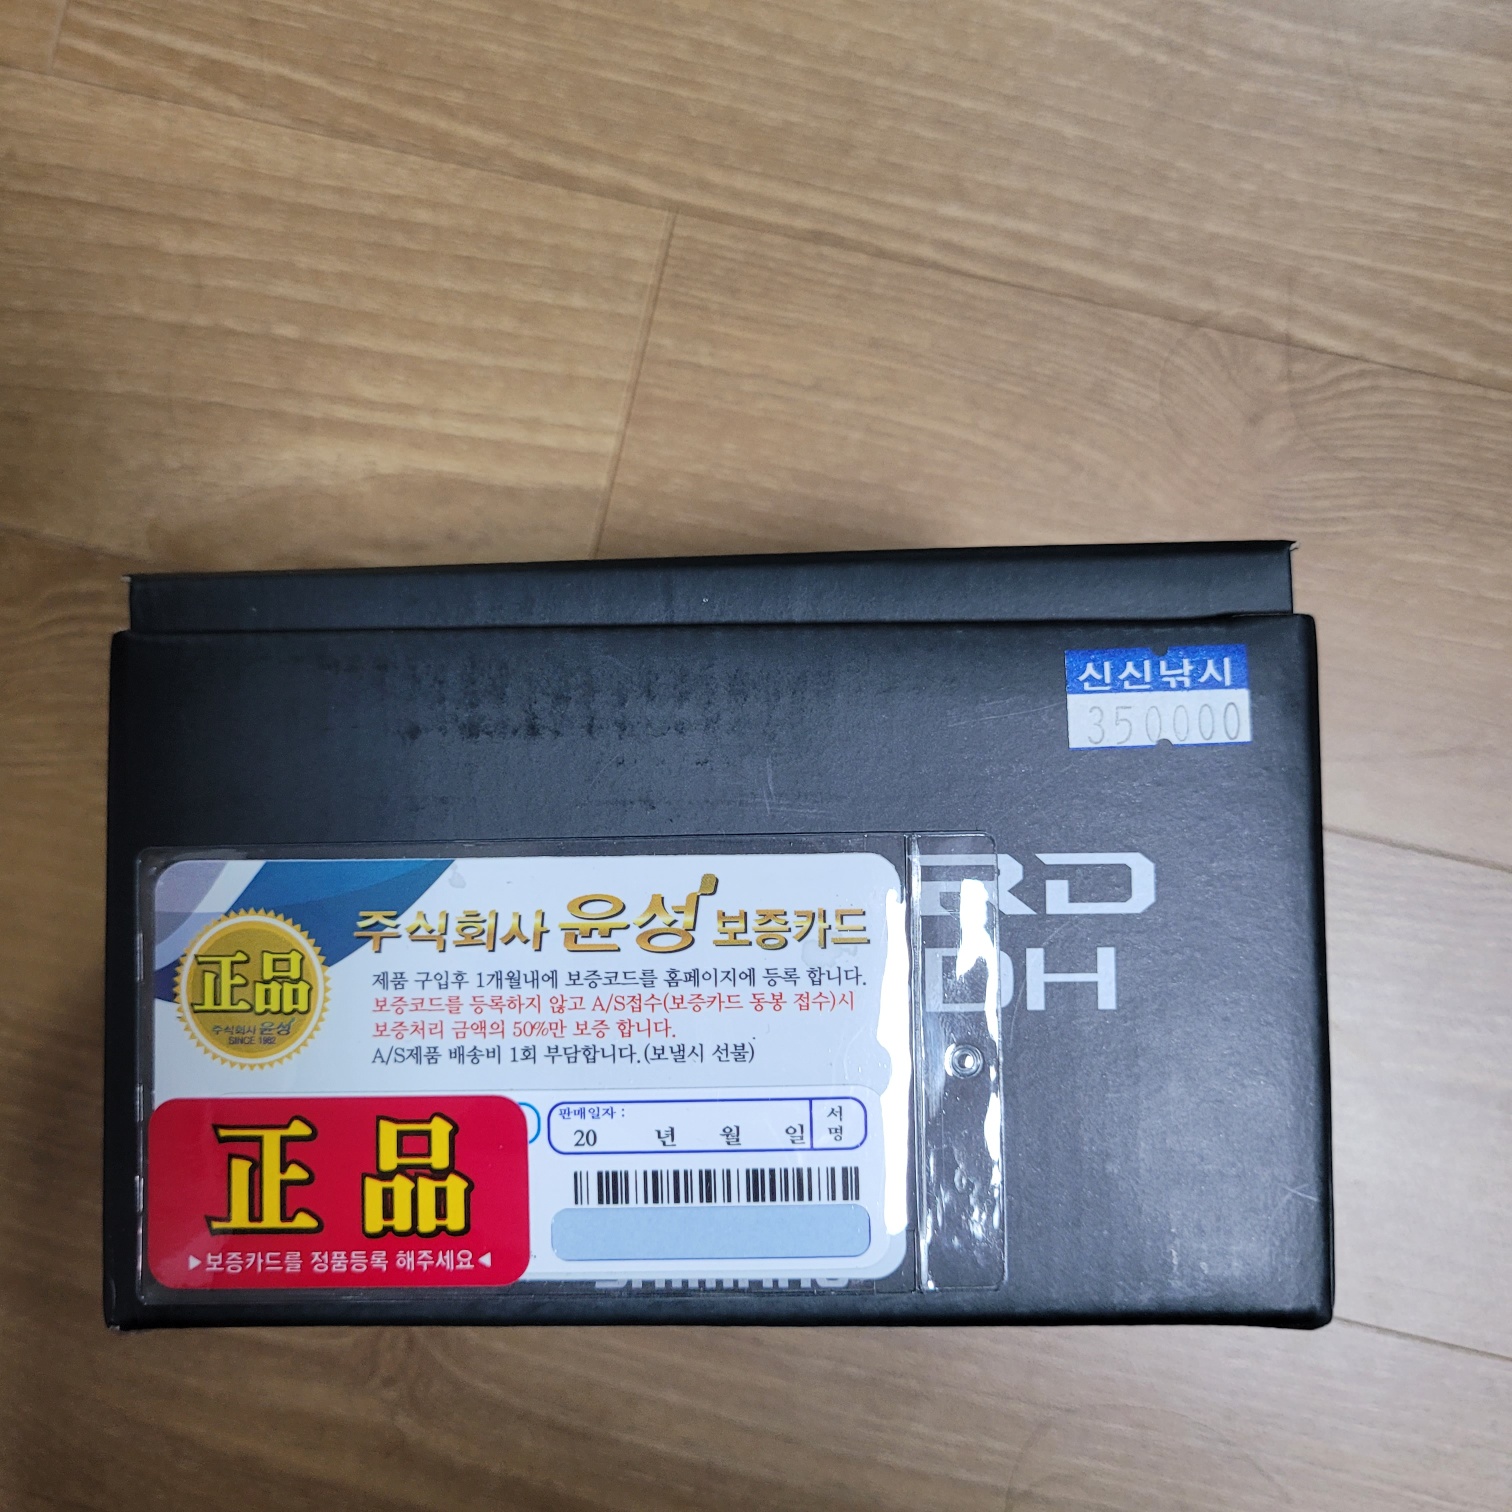 신신낚시
350000
RD
DH
주식회사 윤성 보증카드
제품 구입후 1개월내에 보증코드를 홈페이지에 등록 합니다.
보증코드를 등록하지 않고 A/S접수(보증카드 동봉 접수)시
보증처리 금액의 50%만 보증 합니다.
A/S제품 배송비 1회 부담합니다.(보낼시 선불)
正品
주식회사 윤성
SINCE 1982
판매일자 :
20 년 월 일
서명
正品
▶보증카드를 정품등록 해주세요◀
SHIMANO